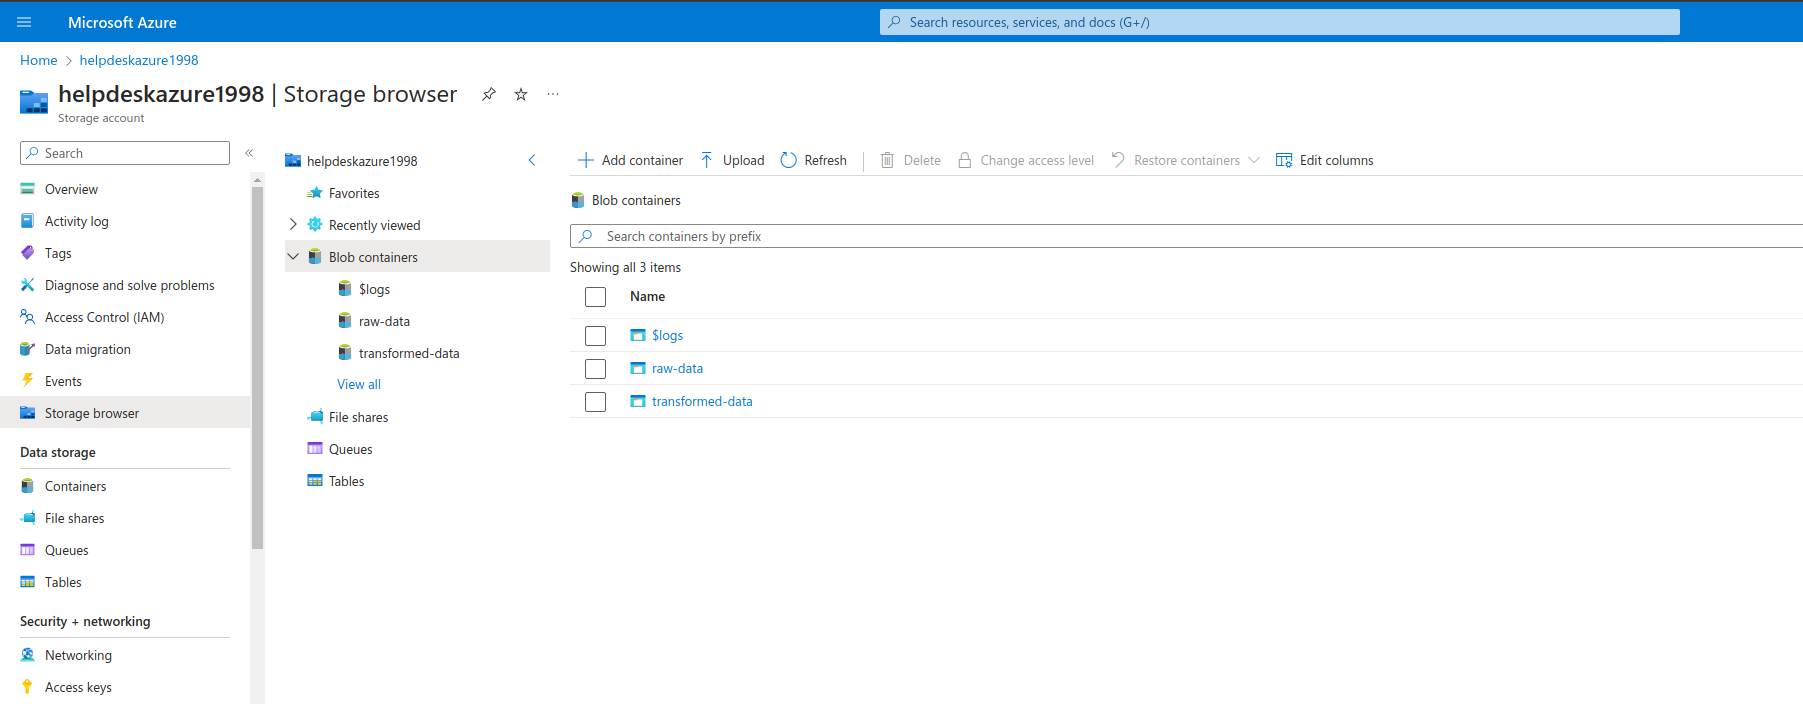 Microsoft Azure
Search resources, services, and docs (G+/)
Home > helpdeskazure1998
helpdeskazure1998 | Storage browser
Storage account
Search
Overview
Activity log
Tags
Diagnose and solve problems
Access Control (IAM)
Data migration
Events
Storage browser
Data storage
Containers
File shares
Queues
Tables
Security + networking
Networking
Access keys
helpdeskazure1998
Favorites
Recently viewed
Blob containers
$logs
raw-data
transformed-data
View all
File shares
Queues
Tables
Add container Upload Refresh Delete Change access level Restore containers Edit columns
Blob containers
Search containers by prefix
Showing all 3 items
Name
$logs
raw-data
transformed-data